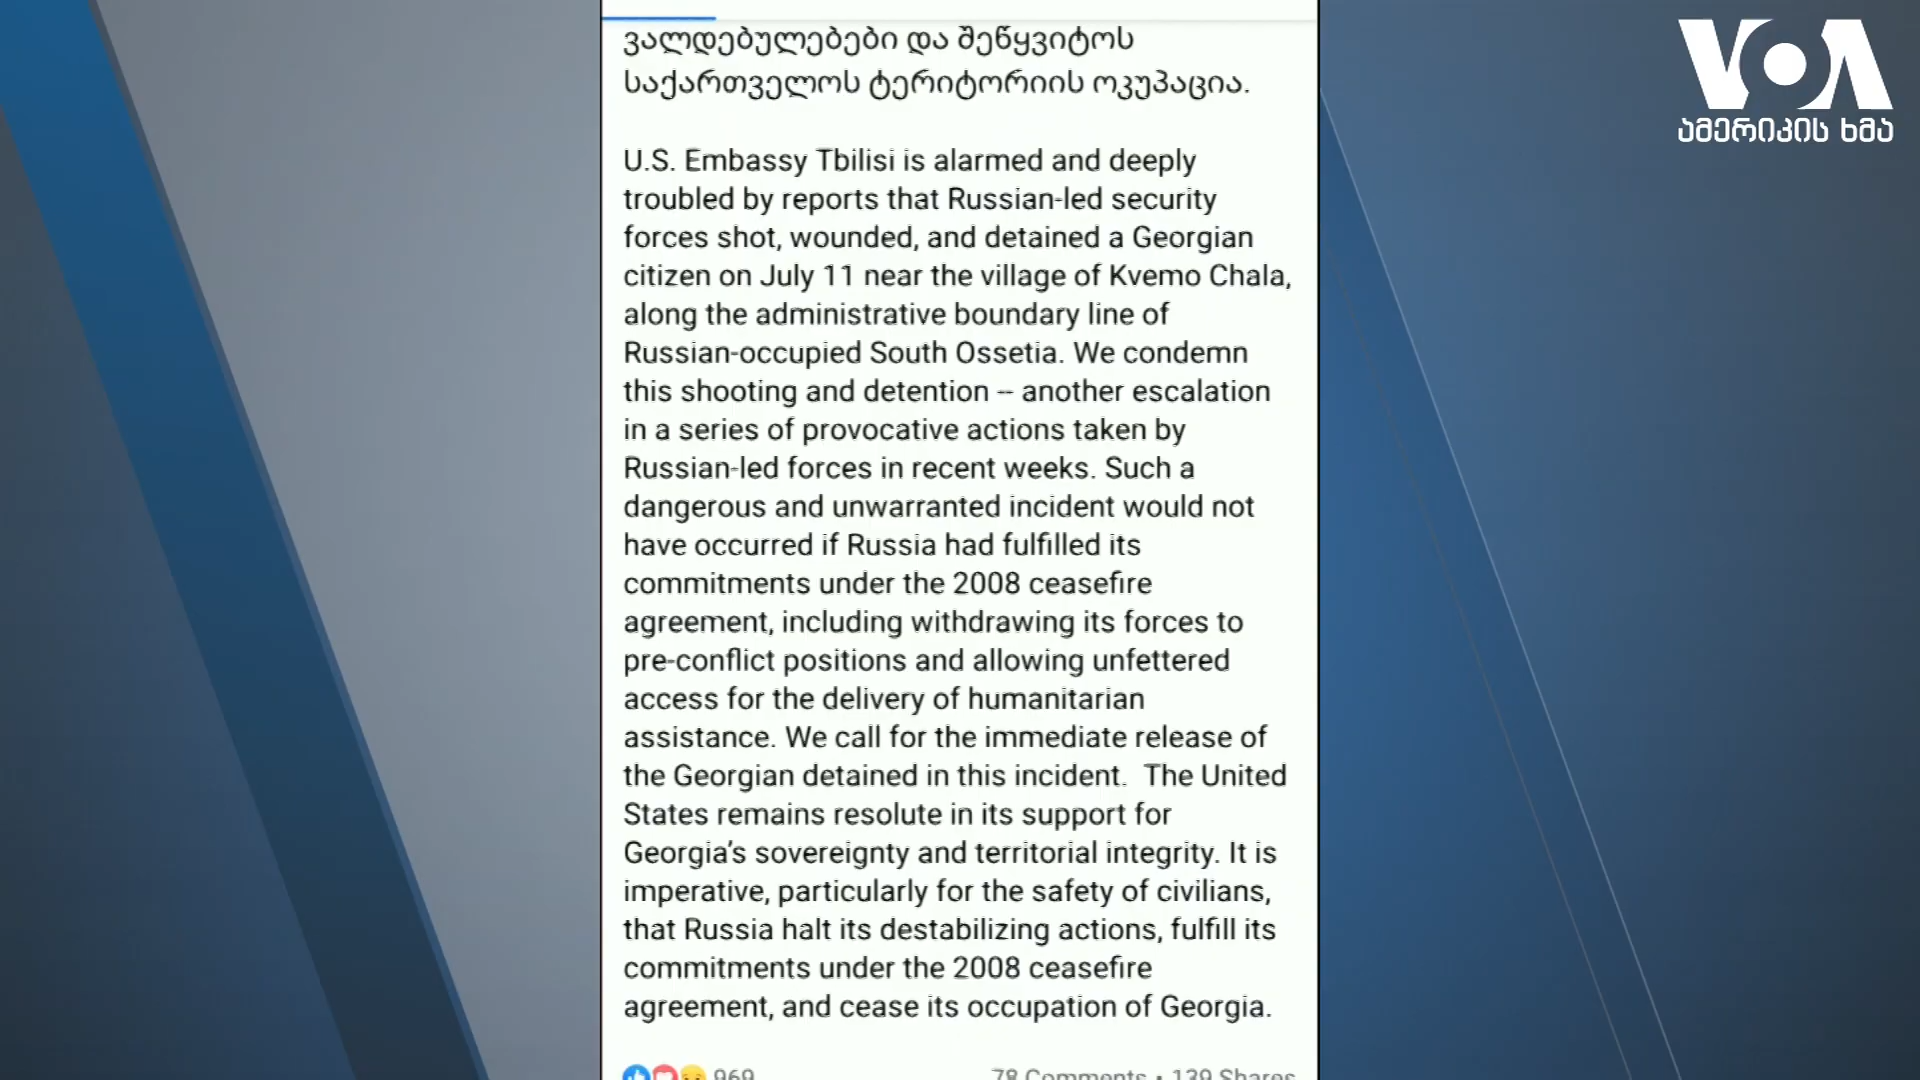 ვალდებულებები და შეწყვიტოს
საქართველოს ტერიტორიის ოკუპაცია.
U.S. Embassy Tbilisi is alarmed and deeply
troubled by reports that Russian-led security
forces shot, wounded, and detained a Georgian
citizen on July 11 near the village of Kvemo Chala,
along the administrative boundary line of
Russian-occupied South Ossetia. We condemn
this shooting and detention -- another escalation
in a series of provocative actions taken by
Russian-led forces in recent weeks. Such a
dangerous and unwarranted incident would not
have occurred if Russia had fulfilled its
commitments under the 2008 ceasefire
agreement, including withdrawing its forces to
pre-conflict positions and allowing unfettered
access for the delivery of humanitarian
assistance. We call for the immediate release of
the Georgian detained in this incident.  The United
States remains resolute in its support for
Georgia's sovereignty and territorial integrity. It is
imperative, particularly for the safety of civilians,
that Russia halt its destabilizing actions, fulfill its
commitments under the 2008 ceasefire
agreement, and cease its occupation of Georgia.
969
78 Comments • 139 Shares
VOA
ამერიკის ხმა